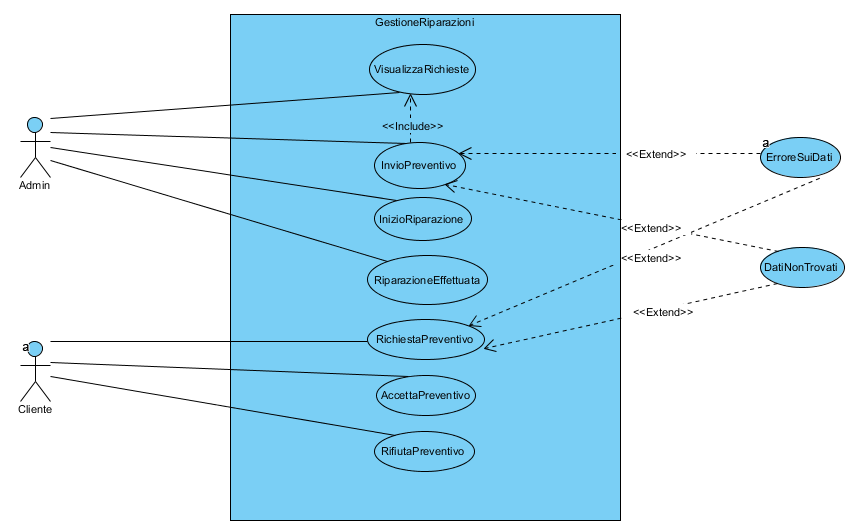 GestioneRiparazioni
VisualizzaRichieste
<<Include>>
Admin
InvioPreventivo
<<Extend>>
a
ErroreSuiDati
InizioRiparazione
<<Extend>>
<<Extend>>
DatiNonTrovati
RiparazioneEffettuata
<<Extend>>
RichiestaPreventivo
a
Cliente
AccettaPreventivo
RifiutaPreventivo